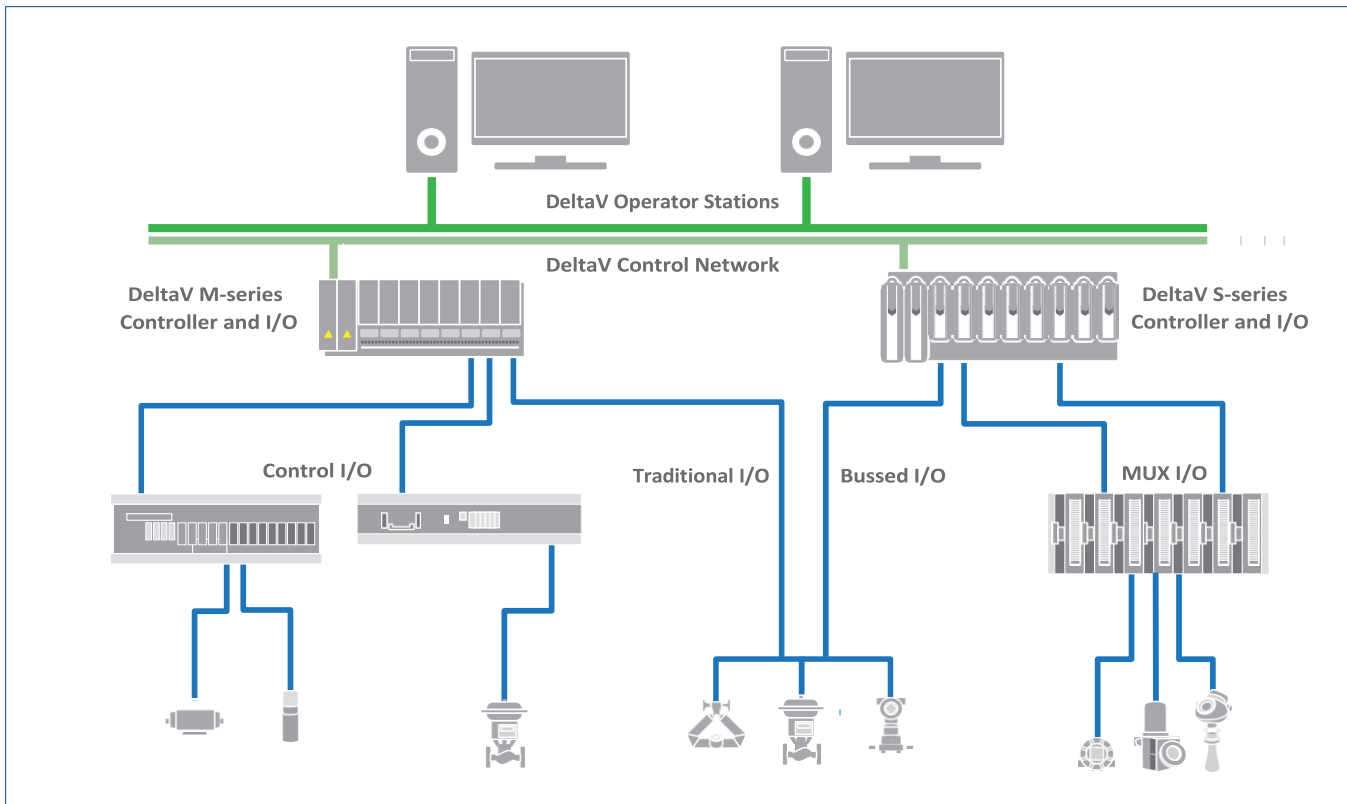 DeltaV Operator Stations
DeltaV Control Network
DeltaV M-series
Controller and I/O
DeltaV S-series
Controller and I/O
Control I/O
Traditional I/O
Bussed I/O
MUX I/O